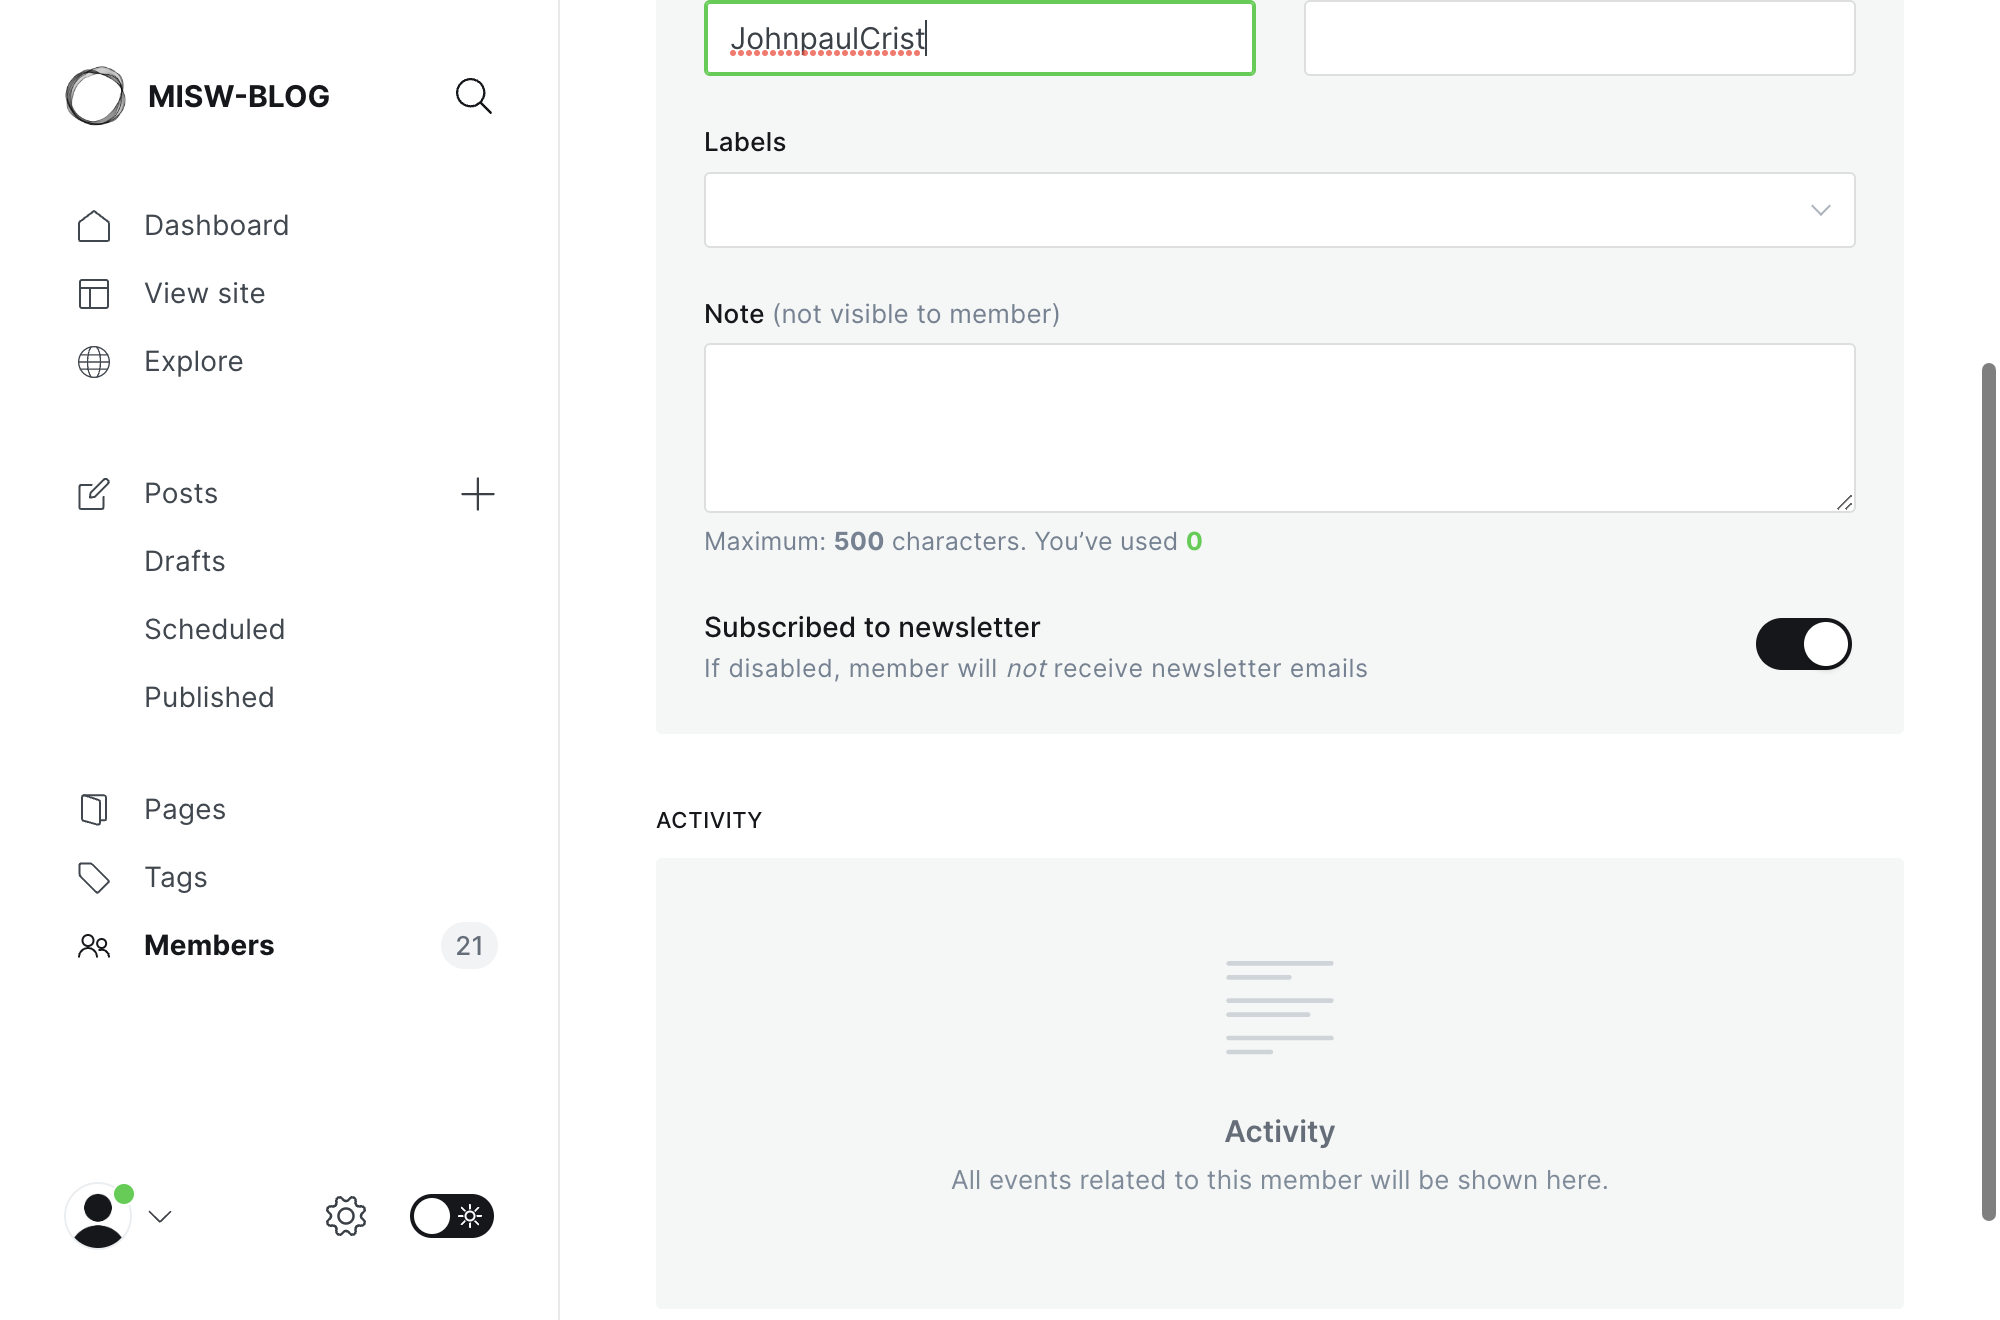 MISW-BLOG
Dashboard
View site
Explore
Posts
Drafts
Scheduled
Published
Pages
Tags
Members
21
JohnpaulCrist
Labels
Note (not visible to member)
Maximum: 500 characters. You’ve used 0
Subscribed to newsletter
If disabled, member will not receive newsletter emails
ACTIVITY
Activity
All events related to this member will be shown here.